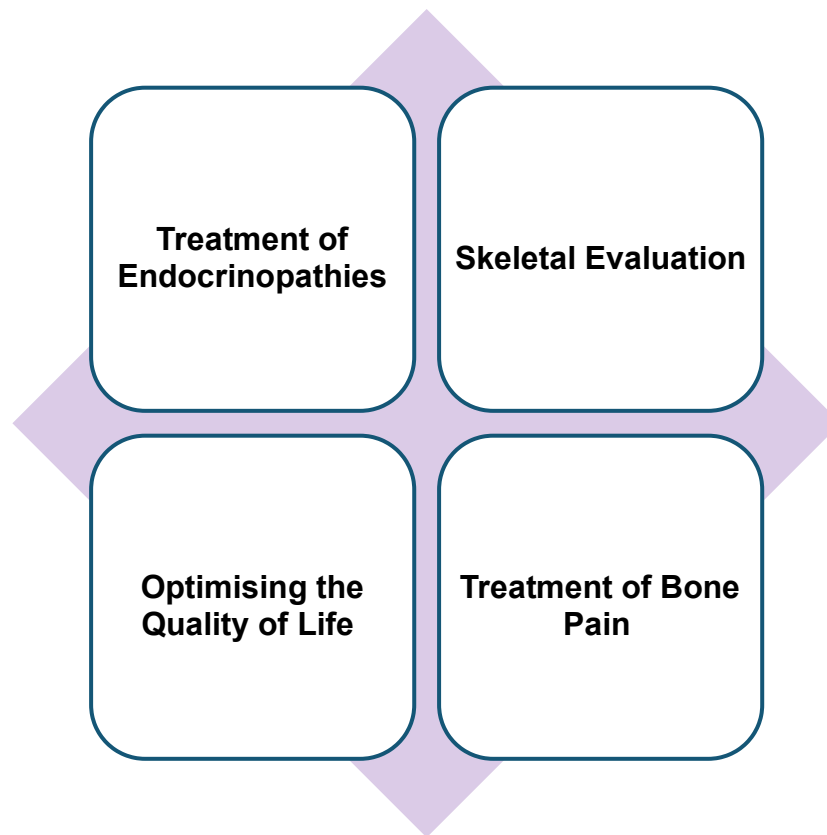 Treatment of
Endocrinopathies
Skeletal Evaluation
Optimising the
Quality of Life
Treatment of Bone
Pain